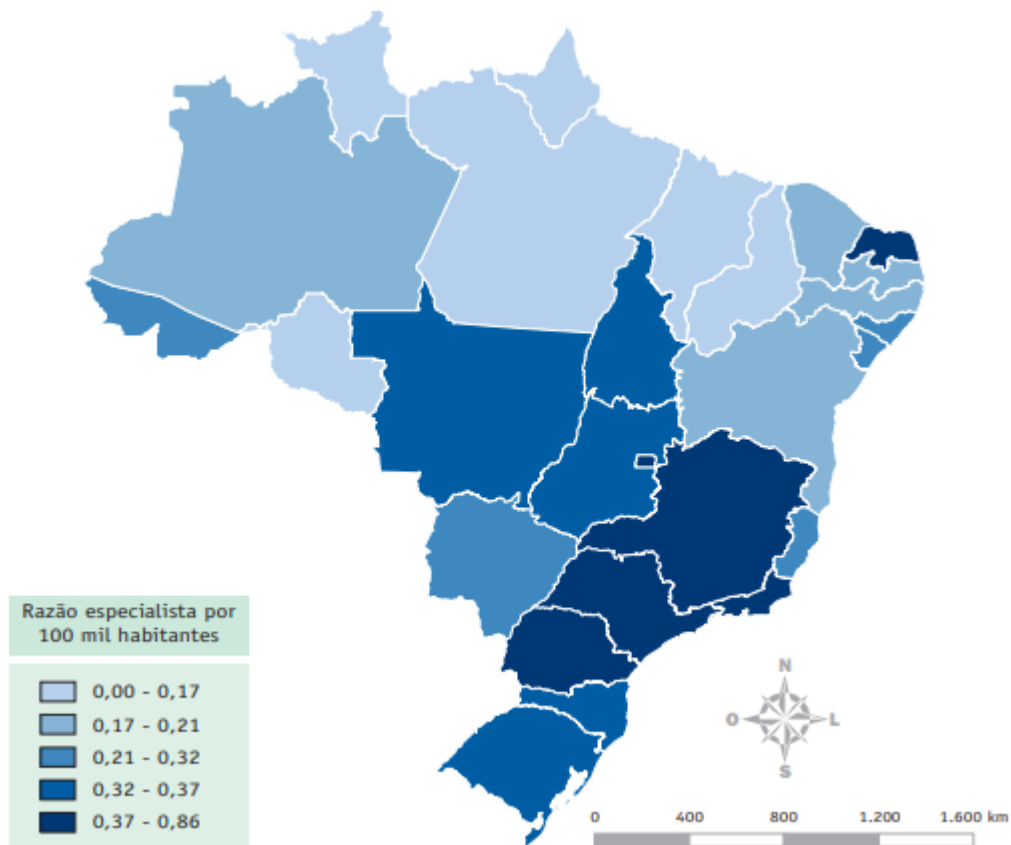 Razão especialista por
100 mil habitantes
0,00 - 0,17
0,17 - 0,21
0,21 - 0,32
0,32 - 0,37
0,37 - 0,86
N
O L
S
0 400 800 1.200 1.600 km